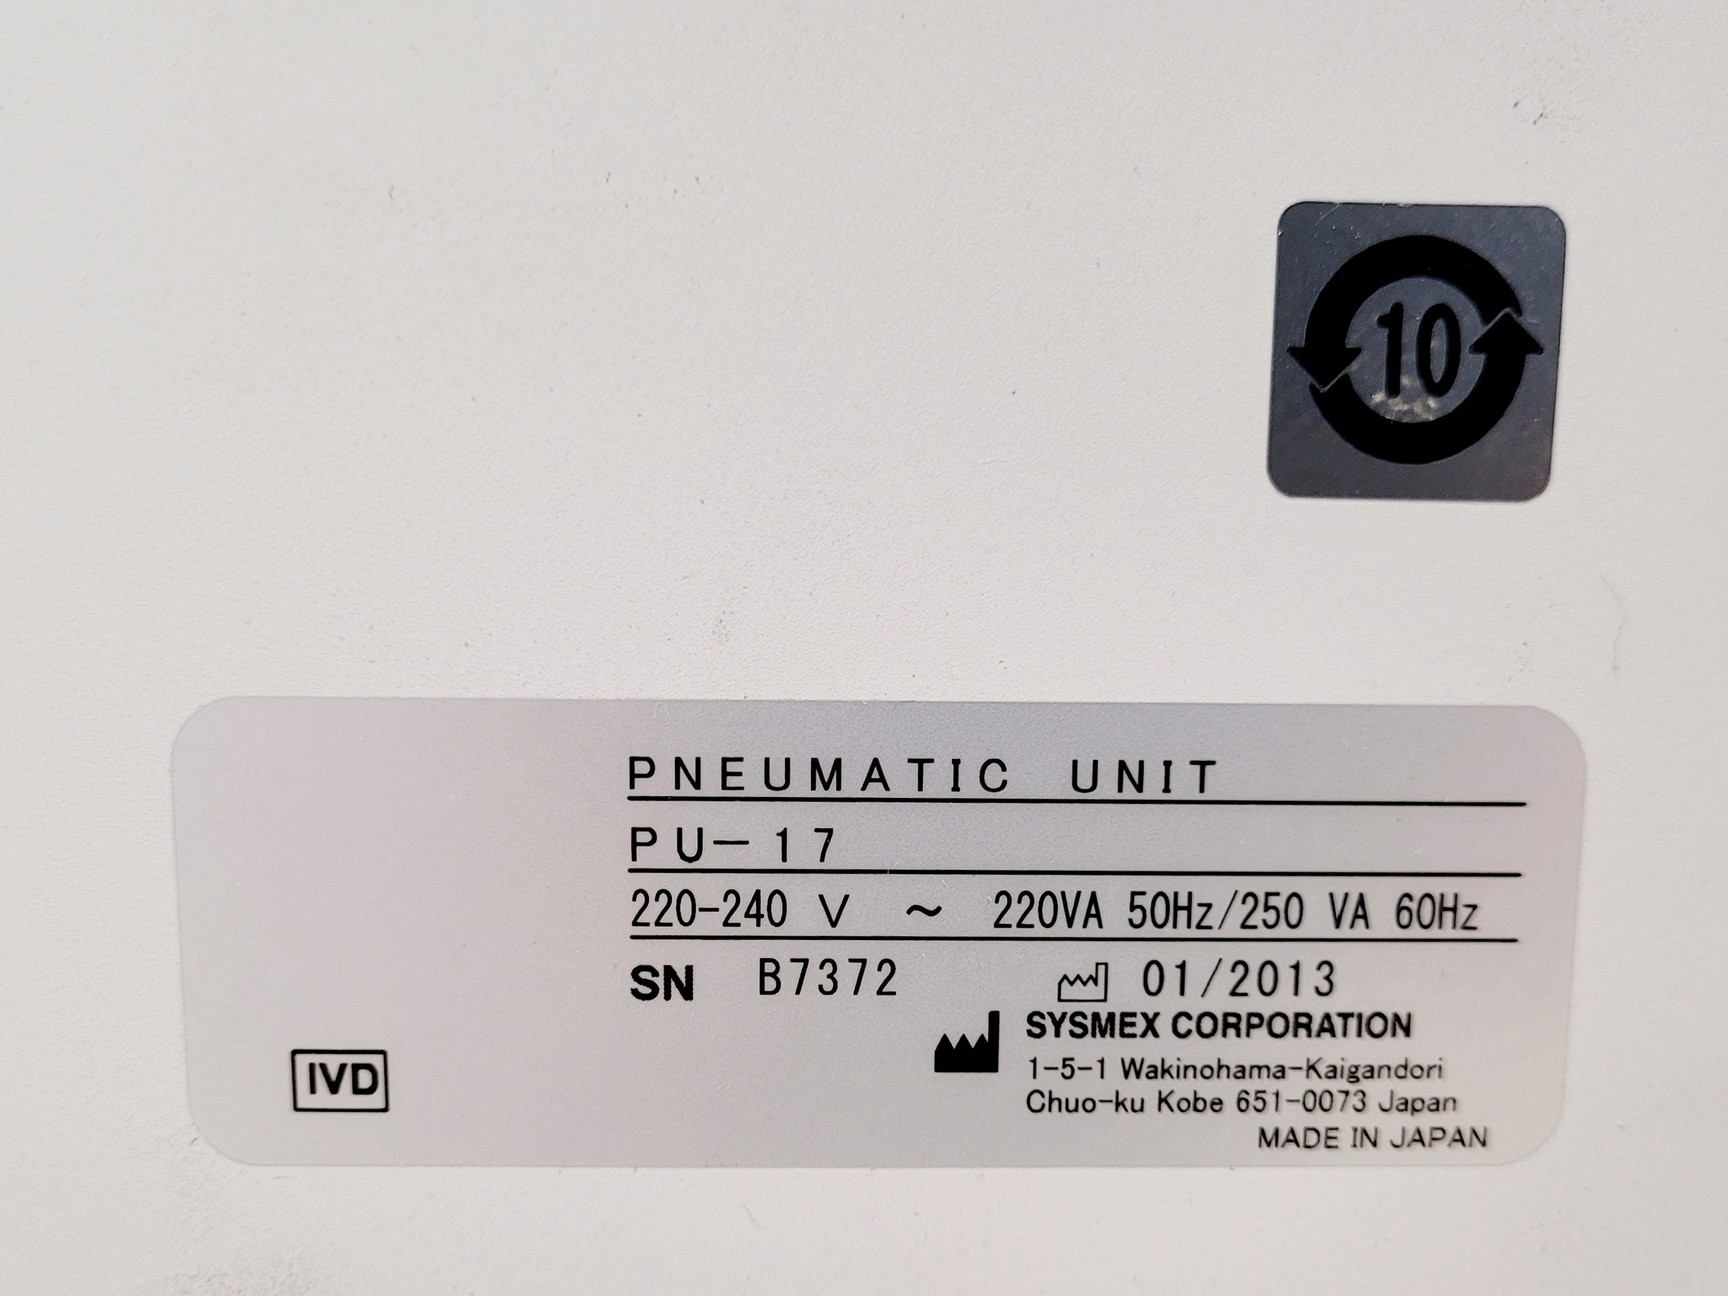 10
PNEUMATIC UNIT
PU-17
220-240 V ~ 220VA 50Hz/250 VA 60Hz
SN B7372 01/2013
SYSMEX CORPORATION
1-5-1 Wakinohama-Kaigandori
Chuo-ku Kobe 651-0073 Japan
MADE IN JAPAN
IVD